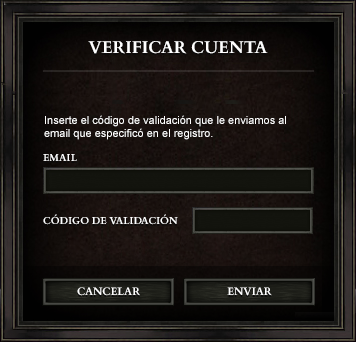 VERIFICAR CUENTA
Inserte el código de validación que le enviamos al
email que especificó en el registro.
EMAIL
CÓDIGO DE VALIDACIÓN
CANCELAR ENVIAR